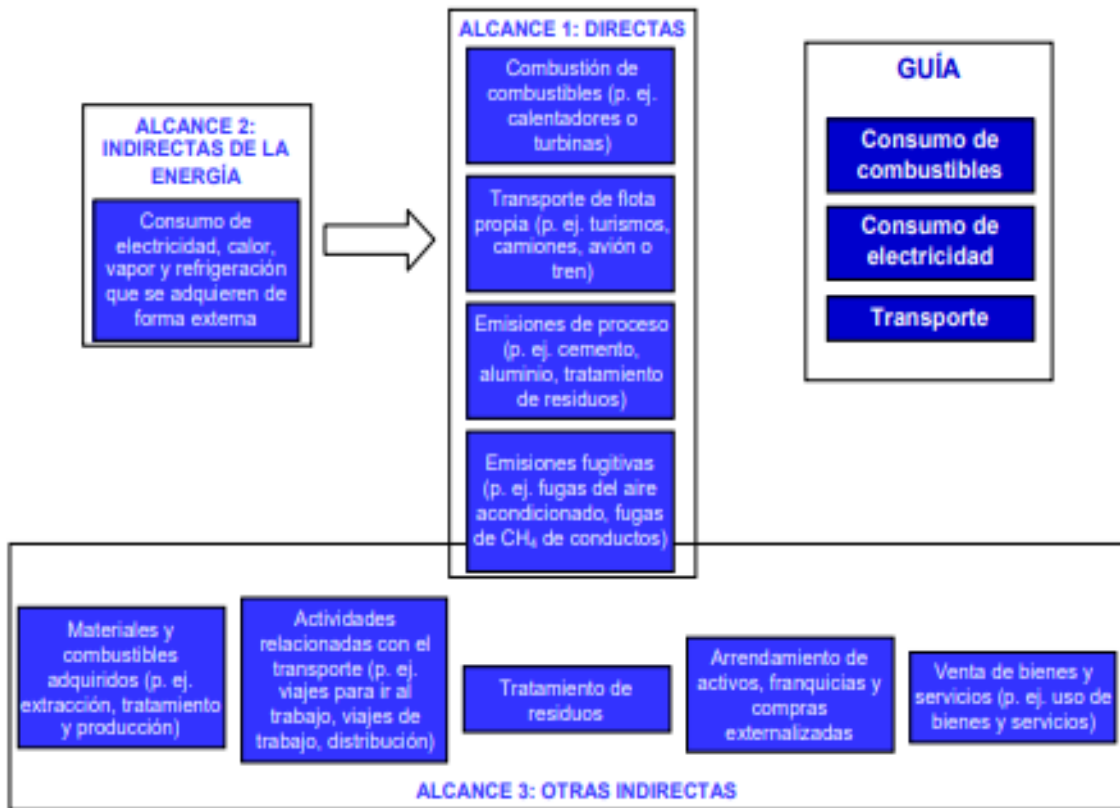 ALCANCE 1: DIRECTAS
Combustión de
combustibles (p. ej.
calentadores o
turbinas)
Transporte de flota
propia (p. ej. turismos,
camiones, avión o
tren)
Emisiones de proceso
(p. ej. cemento,
aluminio, tratamiento
de residuos)
Emisiones fugitivas
(p. ej. fugas del aire
acondicionado, fugas
de CH₄ de conductos)
ALCANCE 2:
INDIRECTAS DE LA
ENERGÍA
Consumo de
electricidad, calor,
vapor y refrigeración
que se adquieren de
forma externa
GUÍA
Consumo de
combustibles
Consumo de
electricidad
Transporte
Materiales y
combustibles
adquiridos (p. ej.
extracción, tratamiento
y producción)
Actividades
relacionadas con el
transporte (p. ej.
viajes para ir al
trabajo, viajes de
trabajo, distribución)
Tratamiento de
residuos
Arrendamiento de
activos, franquicias y
compras
externalizadas
Venta de bienes y
servicios (p. ej. uso de
bienes y servicios)
ALCANCE 3: OTRAS INDIRECTAS